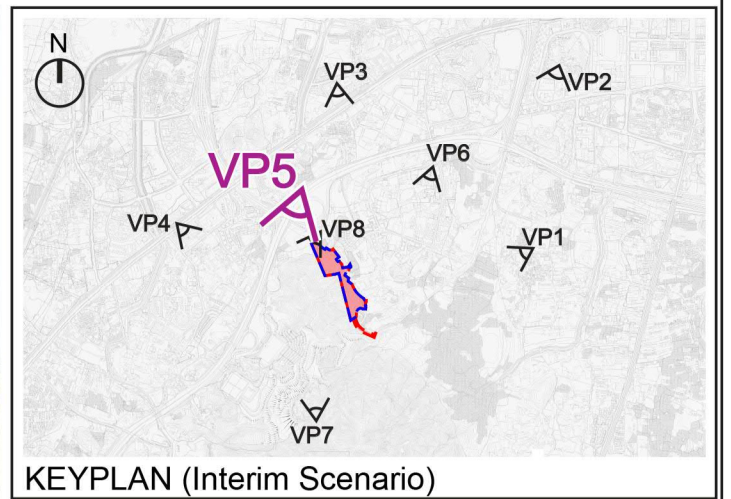 N
VP3
VP2
VP6
VP5
VP4
VP8
VP1
VP7
KEYPLAN (Interim Scenario)